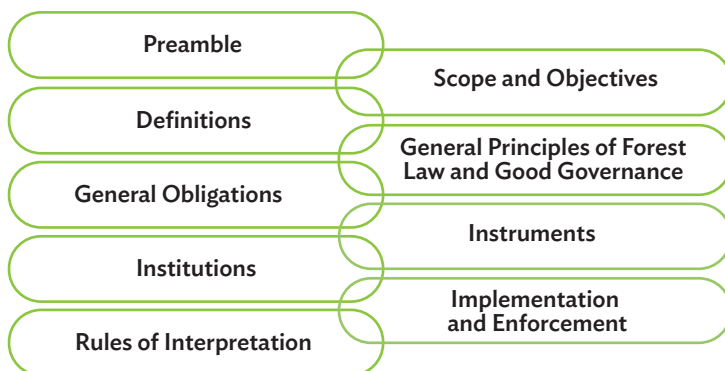 Preamble
Scope and Objectives
Definitions
General Principles of Forest
Law and Good Governance
General Obligations
Instruments
Institutions
Implementation
and Enforcement
Rules of Interpretation